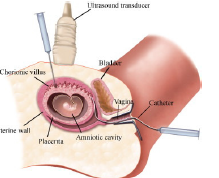 Ultrasound transducer
Bladder
Chorionic villus
Vagina
Catheter
terine wall
Placenta
Amniotic cavity